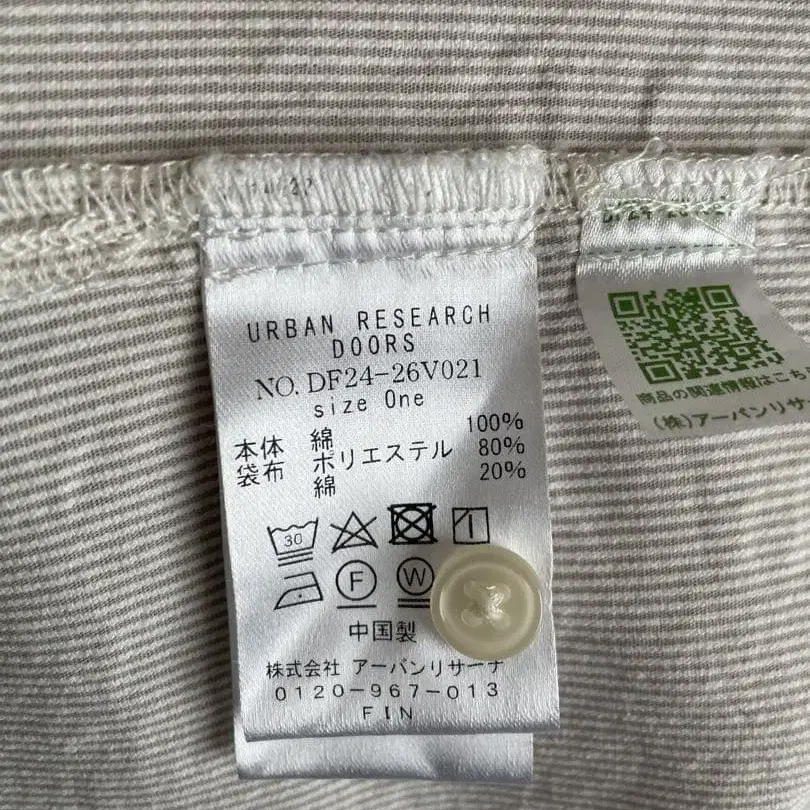 URBAN RESEARCH
DOORS
NO. DF24-26V021
size One
本体 綿 100%
袋布 ポリエステル 80%
綿 20%
30
F W
中国製
株式会社 アーバンリサーチ
0120-967-013
FIN
商品の関連情報はこち
(株)アーバンリサー